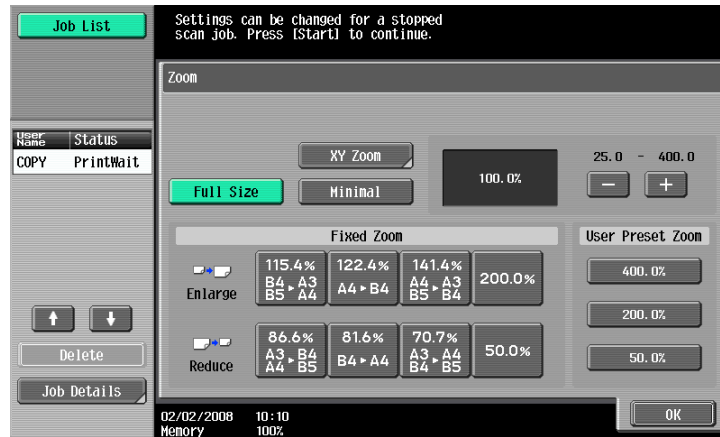 Job List
Settings can be changed for a stopped
scan job. Press [Start] to continue.
Zoom
User Name Status
COPY PrintWait
XY Zoom
Full Size
Minimal
100.0%
25.0 - 400.0
− +
Fixed Zoom
User Preset Zoom
Enlarge
115.4%
B4▸A3
B5▸A4
122.4%
A4▸B4
141.4%
A4▸A3
B5▸B4
200.0%
400.0%
200.0%
Reduce
86.6%
A3▸B4
A4▸B5
81.6%
B4▸A4
70.7%
A3▸A4
B4▸B5
50.0%
50.0%
Delete
Job Details
02/02/2008 10:10
Memory 100%
OK